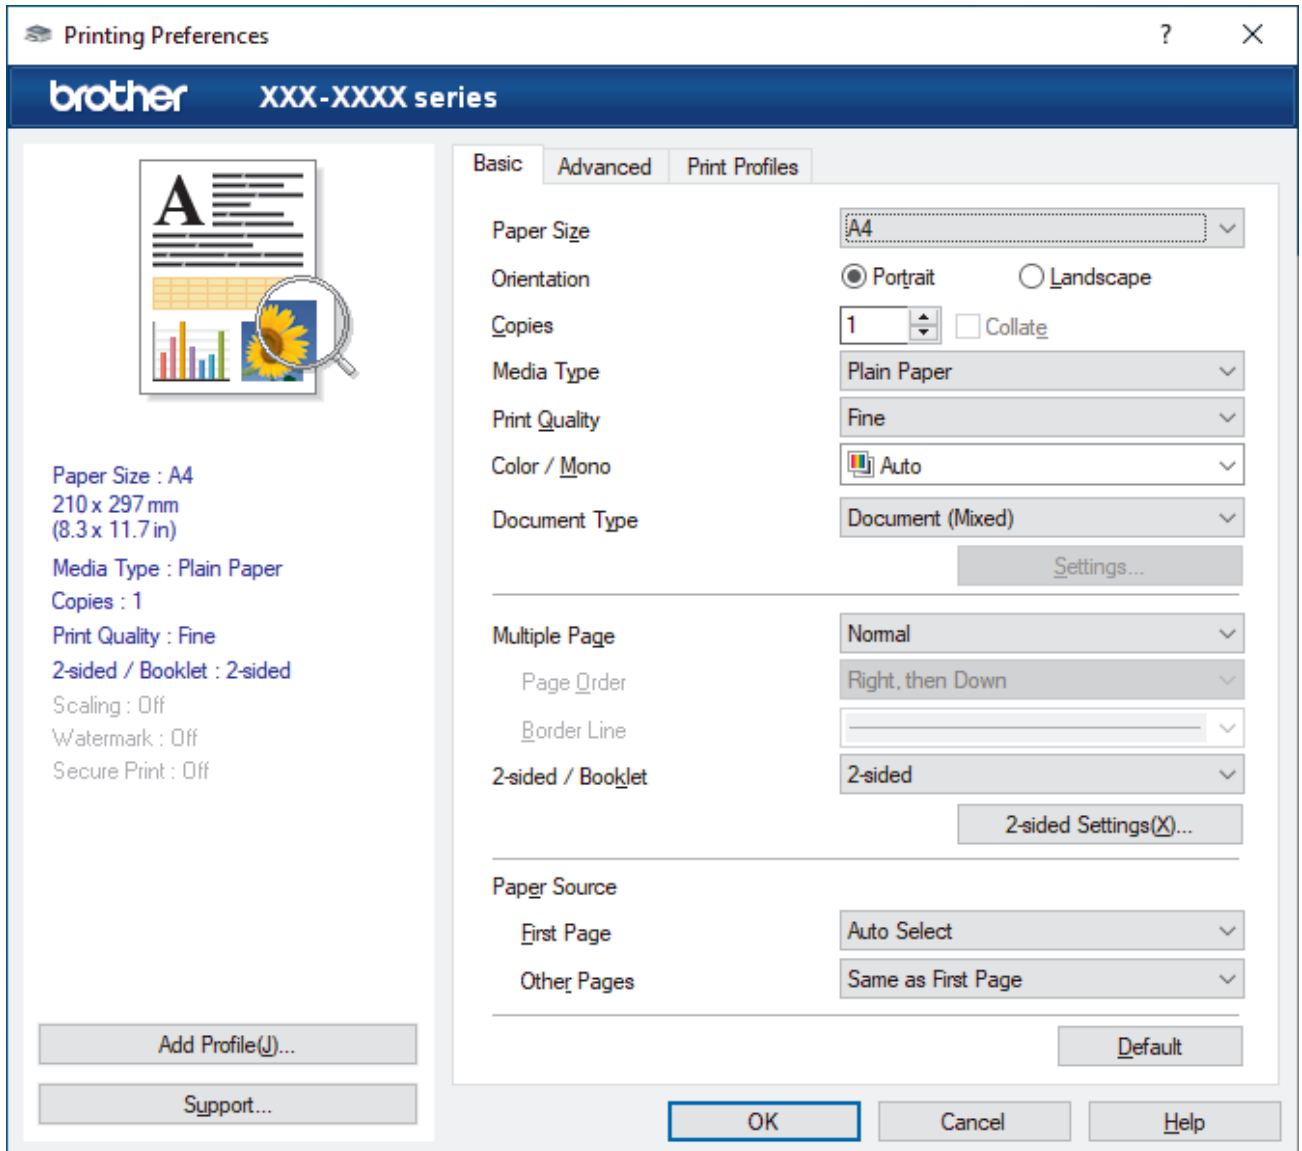 Printing Preferences
?
brother XXX-XXXX series
A
Paper Size : A4
210 x 297 mm
(8.3 x 11.7 in)
Media Type : Plain Paper
Copies : 1
Print Quality : Fine
2-sided / Booklet : 2-sided
Scaling : Off
Watermark : Off
Secure Print : Off
Add Profile(J)...
Support...
Basic Advanced Print Profiles
Paper Size A4
Orientation Portrait Landscape
Copies 1 Collate
Media Type Plain Paper
Print Quality Fine
Color / Mono Auto
Document Type Document (Mixed)
Settings...
Multiple Page Normal
Page Order Right, then Down
Border Line
2-sided / Booklet 2-sided
2-sided Settings(X)...
Paper Source
First Page Auto Select
Other Pages Same as First Page
Default
OK Cancel Help